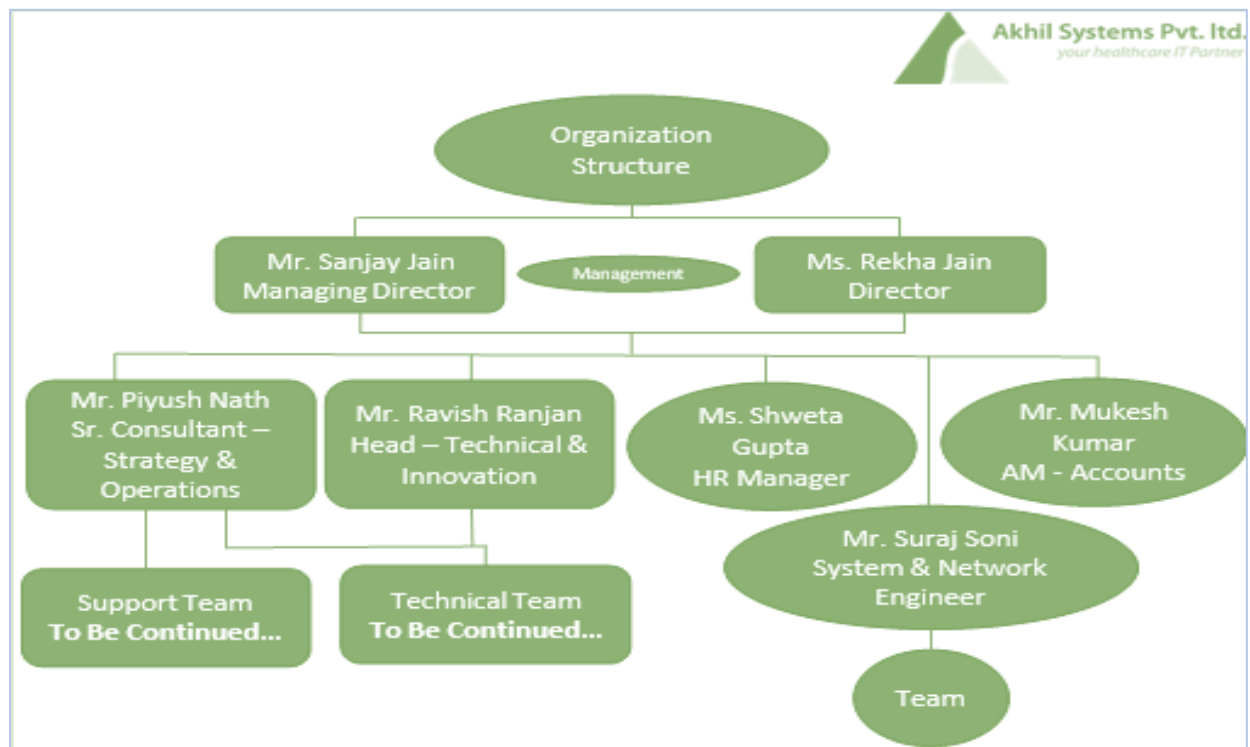 Akhil Systems Pvt. ltd.
your healthcare IT Partner
Organization
Structure
Mr. Sanjay Jain
Managing Director
Management
Ms. Rekha Jain
Director
Mr. Piyush Nath
Sr. Consultant –
Strategy &
Operations
Mr. Ravish Ranjan
Head – Technical &
Innovation
Ms. Shweta
Gupta
HR Manager
Mr. Mukesh
Kumar
AM - Accounts
Mr. Suraj Soni
System & Network
Engineer
Support Team
To Be Continued...
Technical Team
To Be Continued...
Team